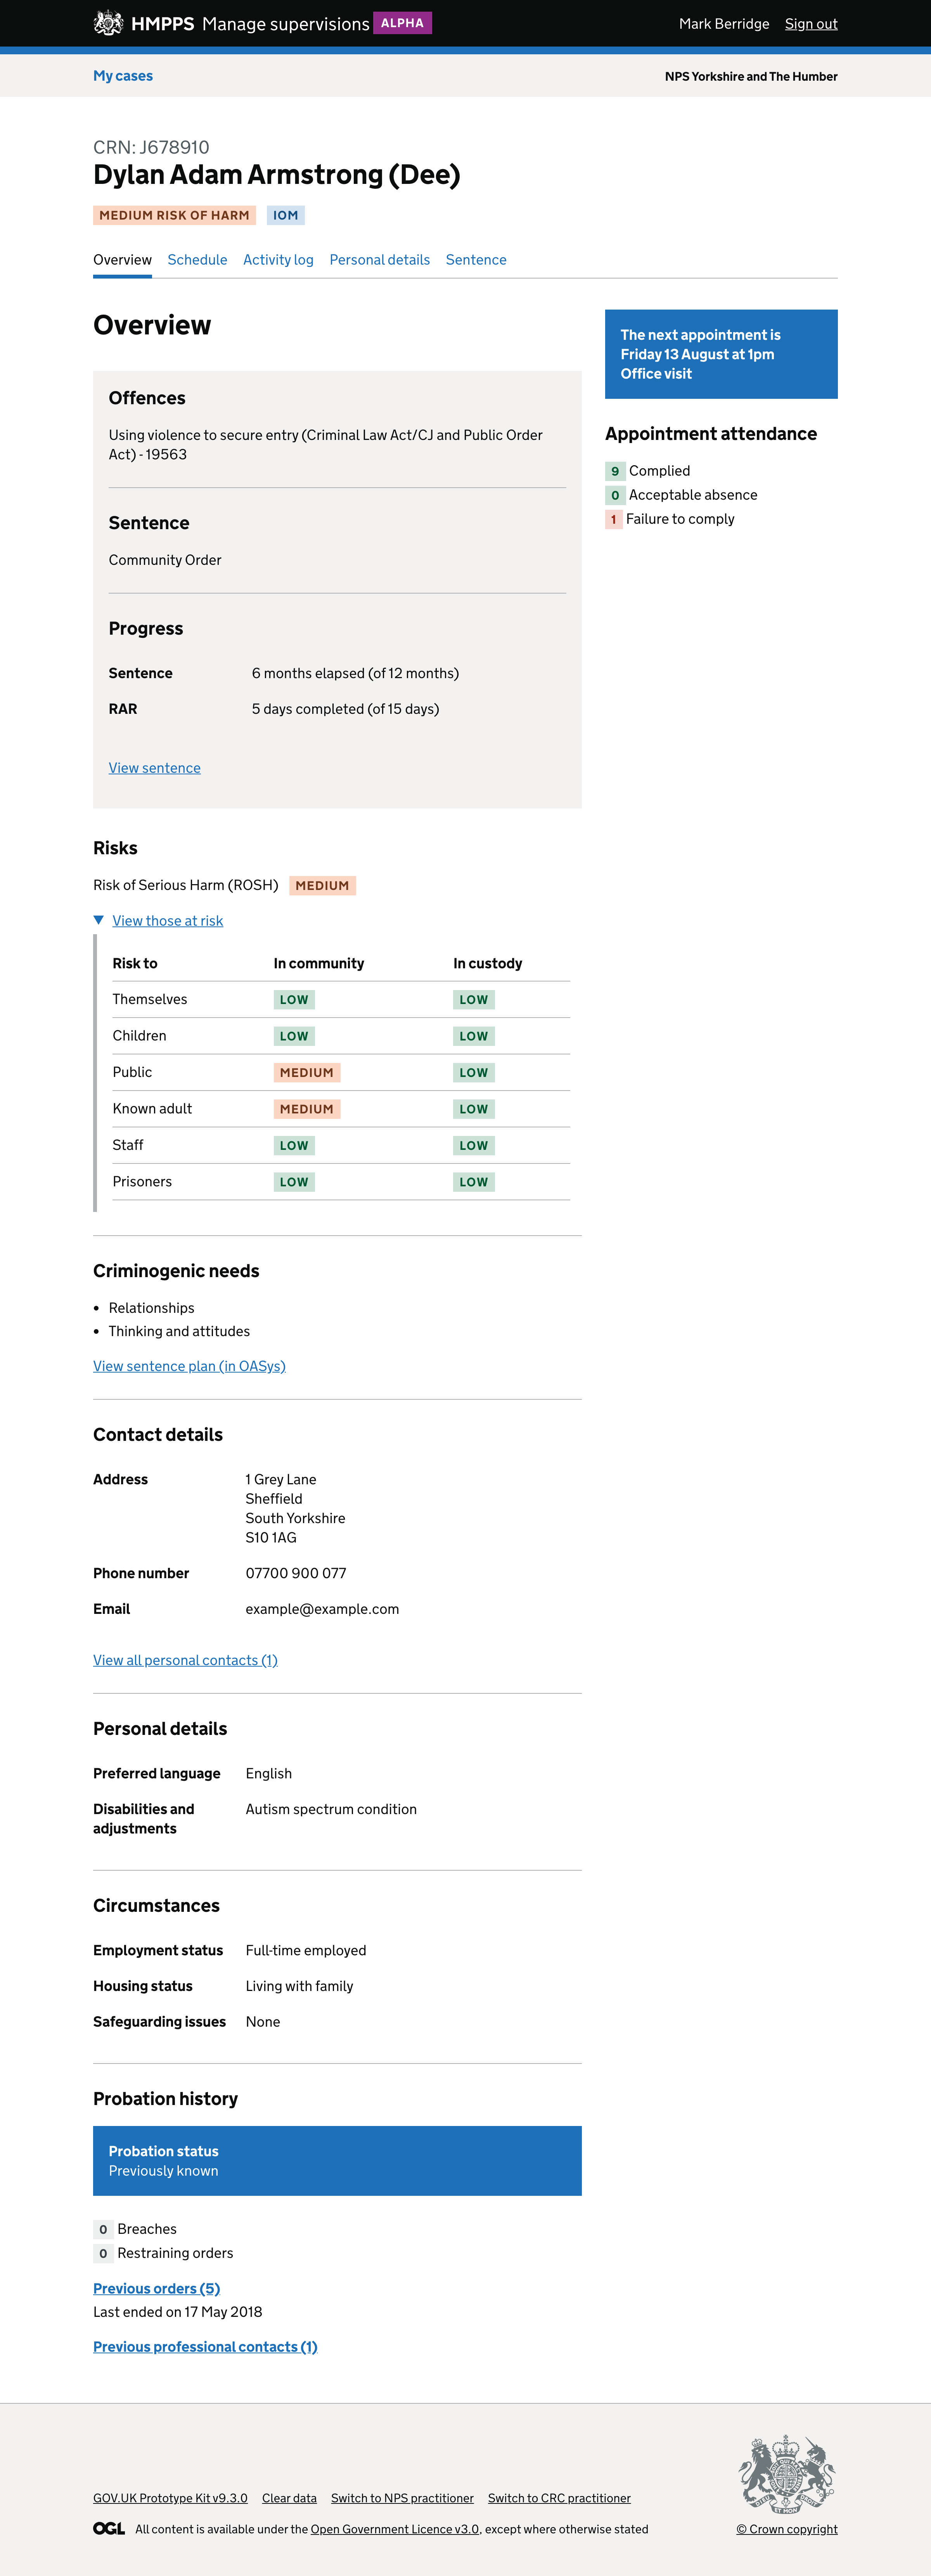 HMPPS Manage supervisions ALPHA
Mark Berridge Sign out
My cases
NPS Yorkshire and The Humber
CRN: J678910
Dylan Adam Armstrong (Dee)
MEDIUM RISK OF HARM IOM
Overview Schedule Activity log Personal details Sentence
Overview
Offences
Using violence to secure entry (Criminal Law Act/CJ and Public Order
Act) - 19563
Sentence
Community Order
Progress
Sentence 6 months elapsed (of 12 months)
RAR 5 days completed (of 15 days)
View sentence
The next appointment is
Friday 13 August at 1pm
Office visit
Appointment attendance
9 Complied
0 Acceptable absence
1 Failure to comply
Risks
Risk of Serious Harm (ROSH) MEDIUM
View those at risk
Risk to In community In custody
Themselves LOW LOW
Children LOW LOW
Public MEDIUM LOW
Known adult MEDIUM LOW
Staff LOW LOW
Prisoners LOW LOW
Criminogenic needs
• Relationships
• Thinking and attitudes
View sentence plan (in OASys)
Contact details
Address 1 Grey Lane
Sheffield
South Yorkshire
S10 1AG
Phone number 07700 900 077
Email example@example.com
View all personal contacts (1)
Personal details
Preferred language English
Disabilities and Autism spectrum condition
adjustments
Circumstances
Employment status Full-time employed
Housing status Living with family
Safeguarding issues None
Probation history
Probation status
Previously known
0 Breaches
0 Restraining orders
Previous orders (5)
Last ended on 17 May 2018
Previous professional contacts (1)
GOV.UK Prototype Kit v9.3.0 Clear data Switch to NPS practitioner Switch to CRC practitioner
OGL All content is available under the Open Government Licence v3.0, except where otherwise stated
© Crown copyright